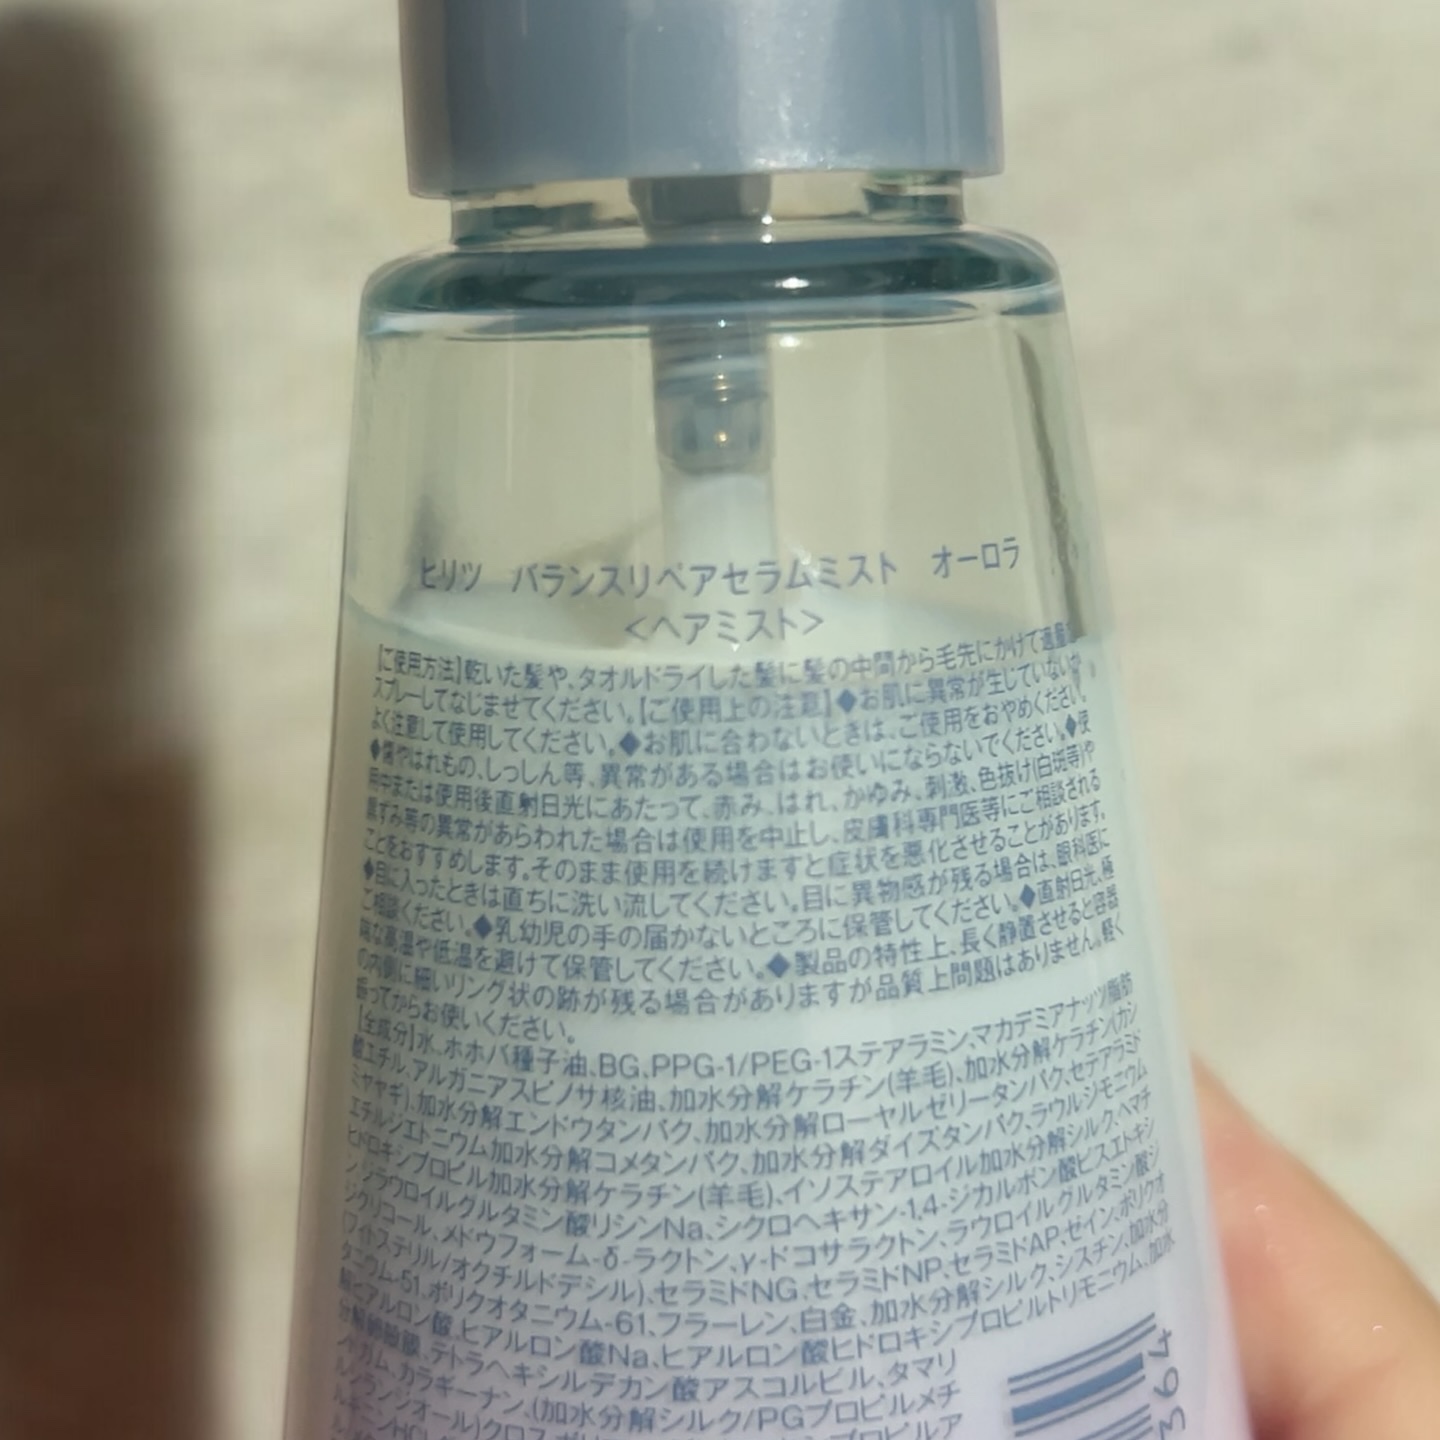 ヒリツ　バランスリペアセラムミスト　オーロラ
<ヘアミスト>
【ご使用方法】乾いた髪や、タオルドライした髪に髪の中間から毛先にかけて適量を
スプレーしてなじませてください。【ご使用上の注意】◆お肌に異常が生じていないか
よく注意して使用してください。◆お肌に合わないときは、ご使用をおやめください。
◆傷やはれもの、しっしん等、異常がある場合はお使いにならないでください。◆使
用中または使用後直射日光にあたって、赤み、はれ、かゆみ、刺激、色抜け(白斑等)や
黒ずみ等の異常があらわれた場合は使用を中止し、皮膚科専門医等にご相談される
ことをおすすめします。そのまま使用を続けますと症状を悪化させることがあります。
◆目に入ったときは直ちに洗い流してください。目に異物感が残る場合は、眼科医に
ご相談ください。◆乳幼児の手の届かないところに保管してください。◆直射日光、極
端な高温や低温を避けて保管してください。◆製品の特性上、長く静置させると容器
の内側に細いリング状の跡が残る場合がありますが品質上問題はありません。軽く
振ってからお使いください。
【全成分】水、ホホバ種子油、BG、PPG-1/PEG-1ステアラミン、マカデミアナッツ脂肪
酸エチル、アルガニアスピノサ核油、加水分解ケラチン(羊毛)、加水分解ケラチン(カシ
ミヤヤギ)、加水分解エンドウタンパク、加水分解ローヤルゼリータンパク、セテアラミド
エチルジエトニウム加水分解コメタンパク、加水分解ダイズタンパク、ラウルジモニウム
ヒドロキシプロピル加水分解ケラチン(羊毛)、イソステアロイル加水分解シルク、ヘマチ
ン、ジラウロイルグルタミン酸リシンNa、シクロヘキサン-1,4-ジカルボン酸ビスエトキシ
ジグリコール、メドウフォーム-δ-ラクトン、γ-ドコサラクトン、ラウロイルグルタミン酸ジ
(フィトステリル/オクチルドデシル)、セラミドNG、セラミドNP、セラミドAP、ゼイン、ポリクオ
タニウム-51、ポリクオタニウム-61、フラーレン、白金、加水分解シルク、シスチン、加水分
解ヒアルロン酸、ヒアルロン酸Na、ヒアルロン酸ヒドロキシプロピルトリモニウム、加水
分解卵殻膜、テトラヘキシルデカン酸アスコルビル、タマリ
ンドガム、カラギーナン、(加水分解シルク/PGプロピルメチ
ルシランジオール)クロス
4963